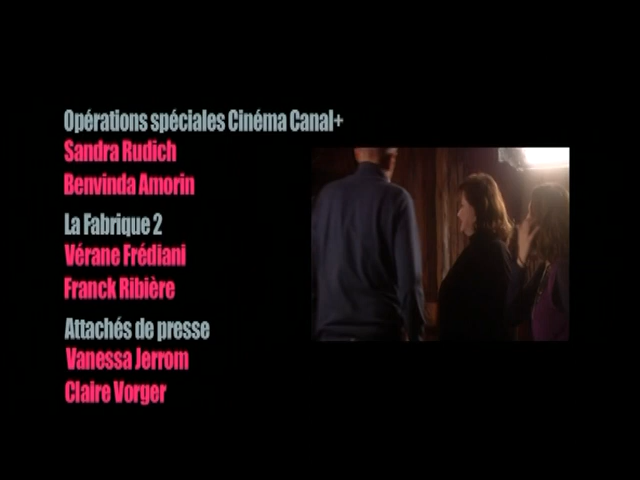 Opérations spéciales Cinéma Canal+
Sandra Rudich
Benvinda Amorin
La Fabrique 2
Vérane Frédiani
Franck Ribière
Attachés de presse
Vanessa Jerrom
Claire Vorger